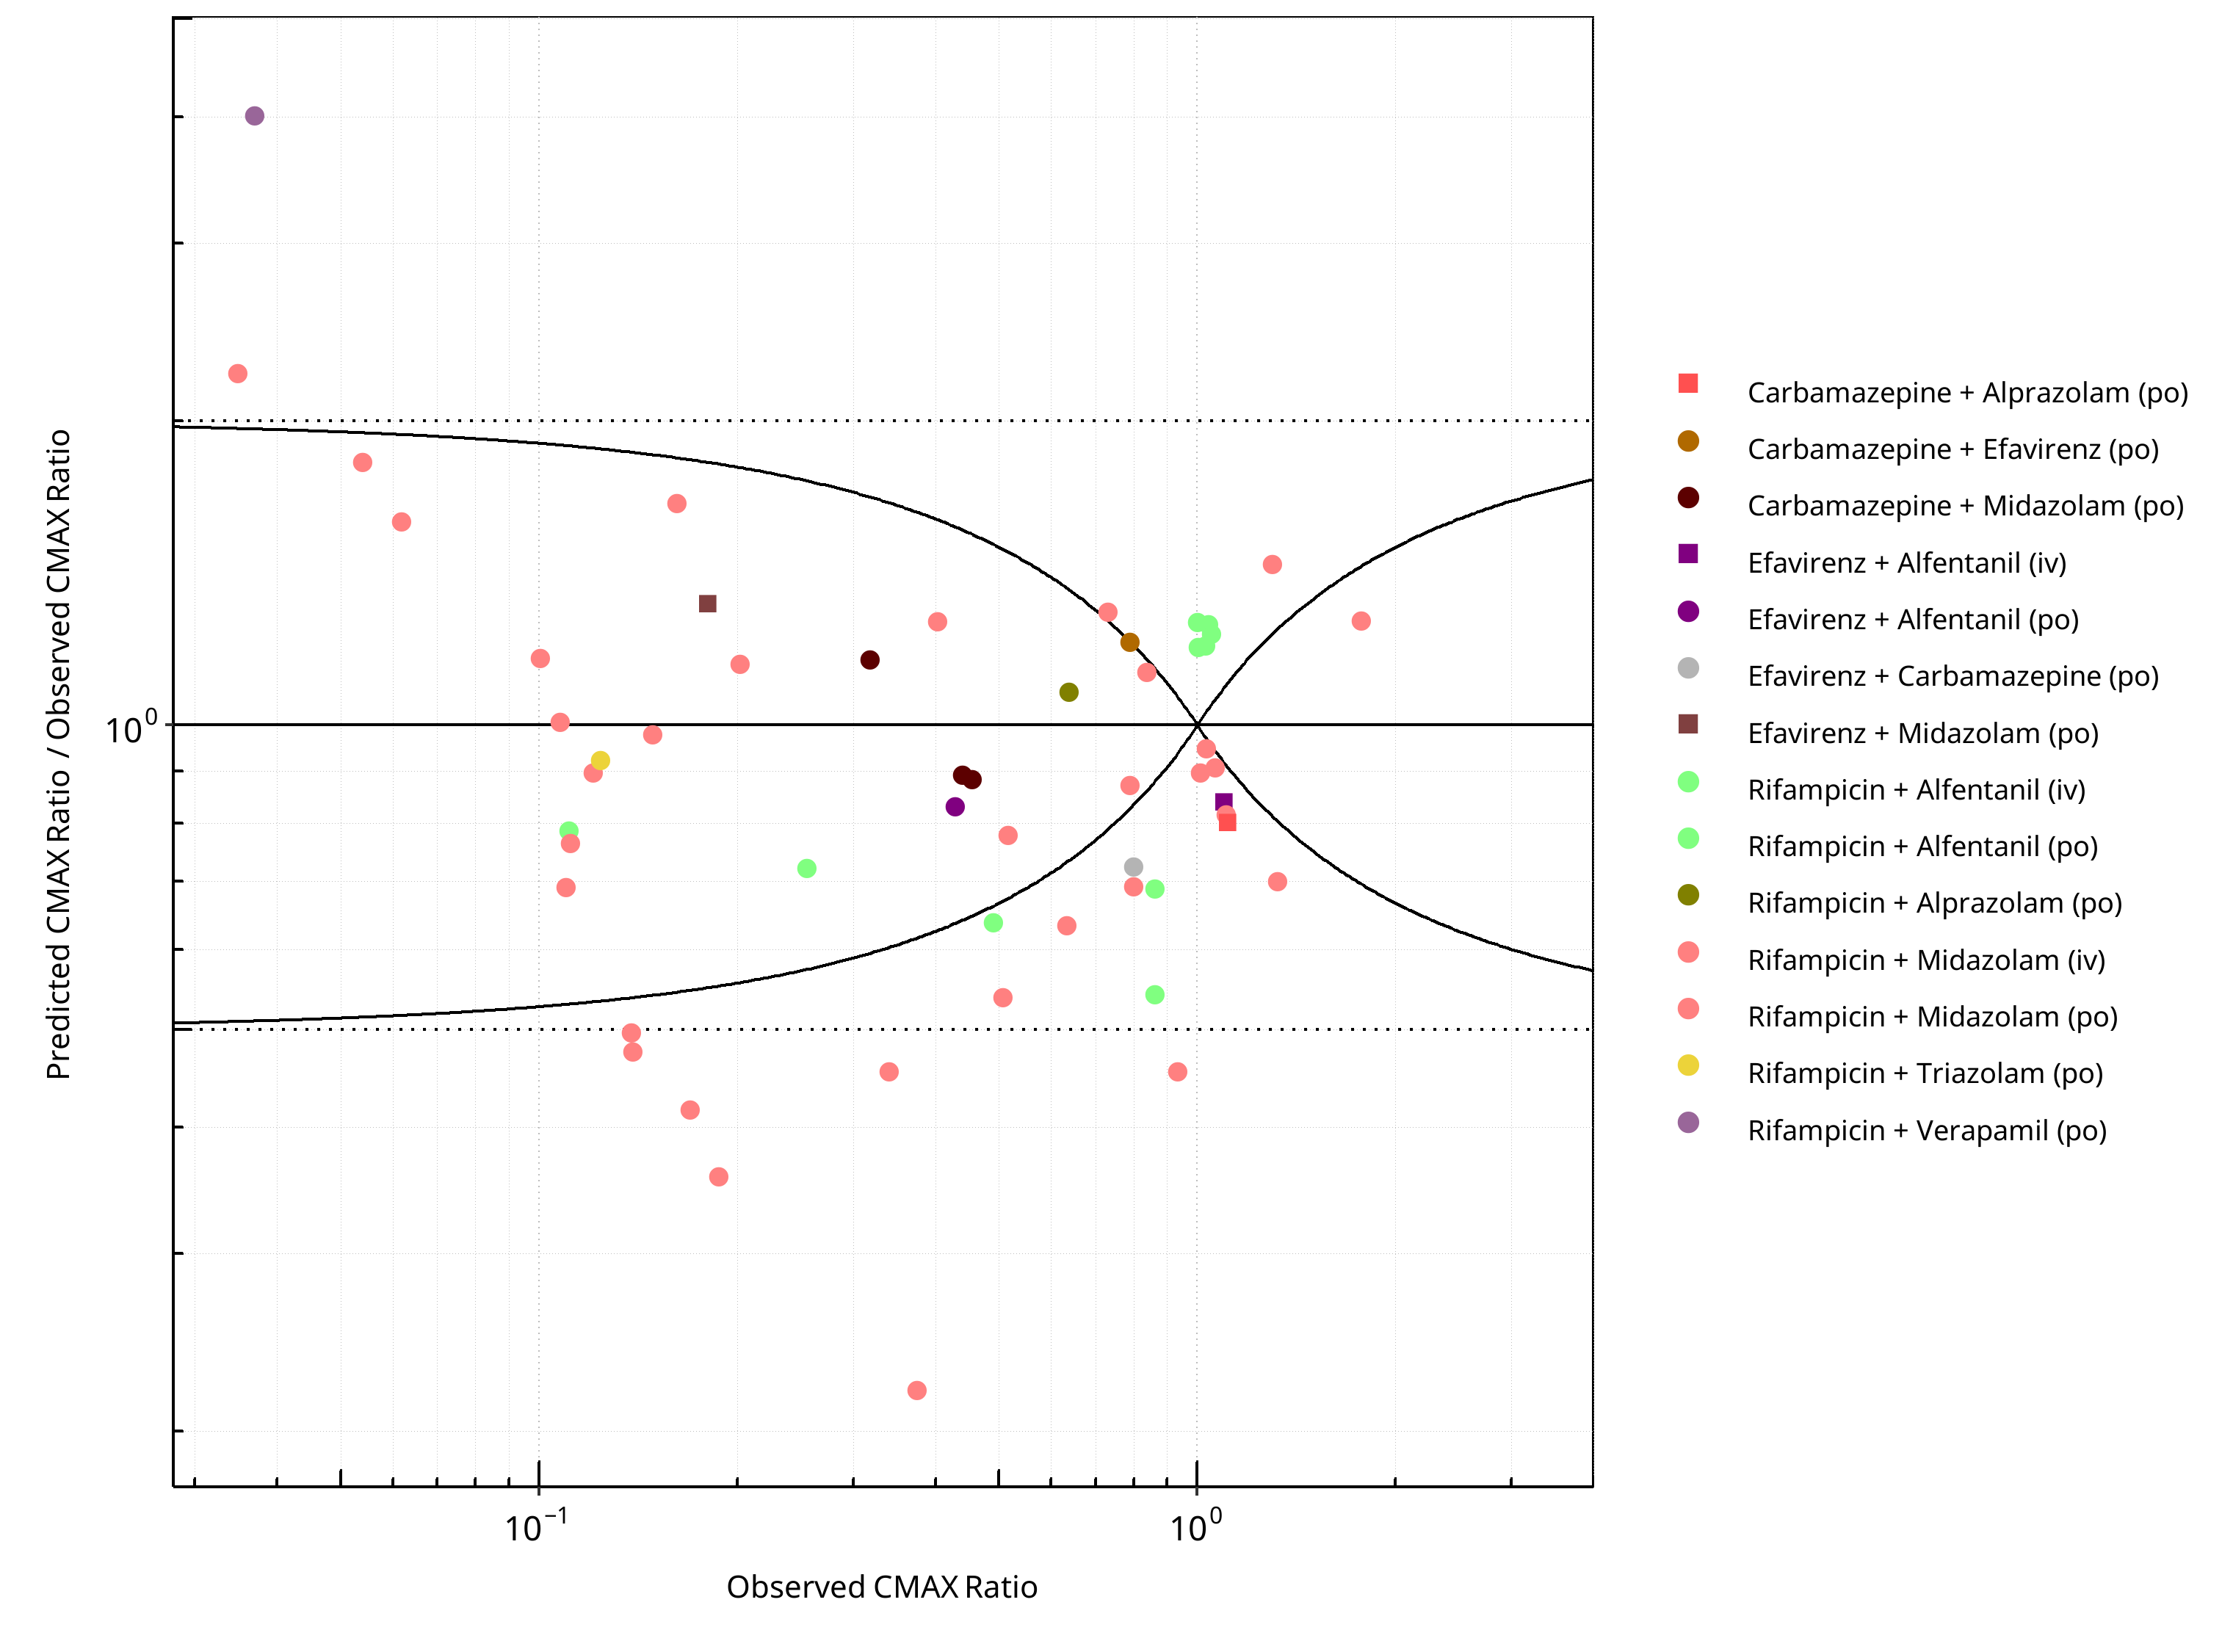 Predicted CMAX Ratio / Observed CMAX Ratio
10⁰
10⁻¹
10⁰
Observed CMAX Ratio
Carbamazepine + Alprazolam (po)
Carbamazepine + Efavirenz (po)
Carbamazepine + Midazolam (po)
Efavirenz + Alfentanil (iv)
Efavirenz + Alfentanil (po)
Efavirenz + Carbamazepine (po)
Efavirenz + Midazolam (po)
Rifampicin + Alfentanil (iv)
Rifampicin + Alfentanil (po)
Rifampicin + Alprazolam (po)
Rifampicin + Midazolam (iv)
Rifampicin + Midazolam (po)
Rifampicin + Triazolam (po)
Rifampicin + Verapamil (po)